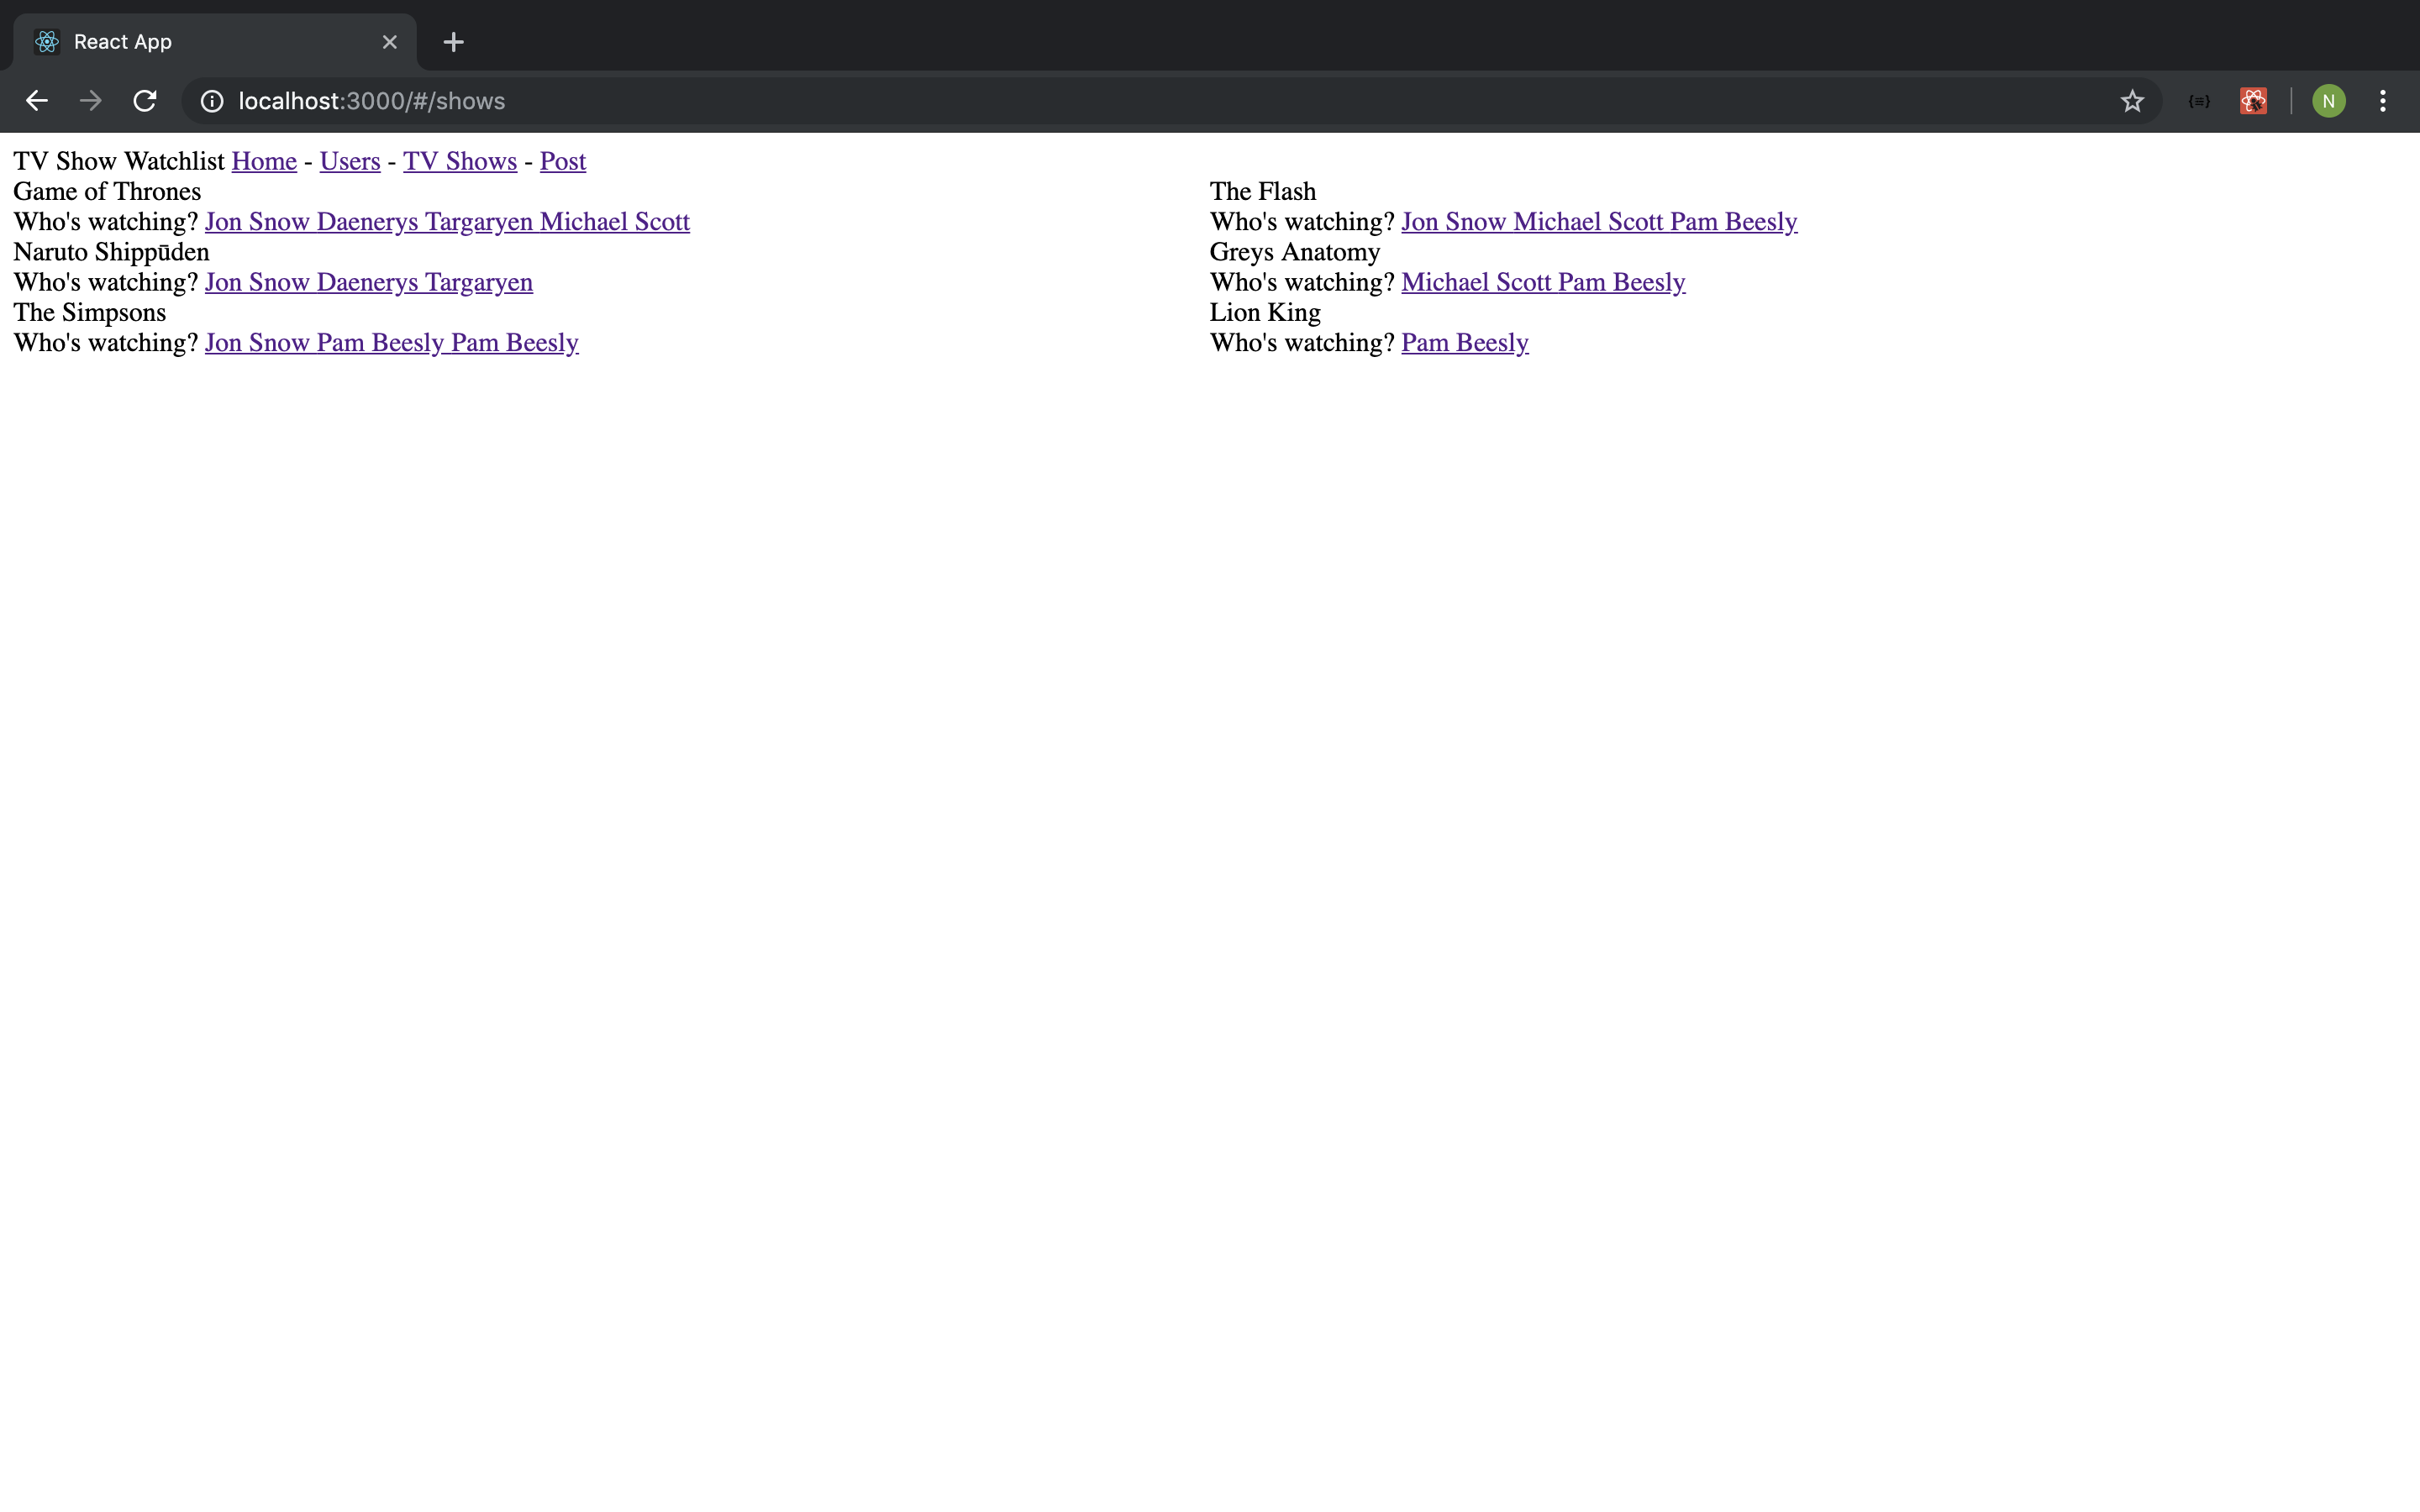 React App
localhost:3000/#/shows
N
TV Show Watchlist Home - Users - TV Shows - Post
Game of Thrones
Who's watching? Jon Snow Daenerys Targaryen Michael Scott
The Flash
Who's watching? Jon Snow Michael Scott Pam Beesly
Naruto Shippūden
Who's watching? Jon Snow Daenerys Targaryen
Greys Anatomy
Who's watching? Michael Scott Pam Beesly
The Simpsons
Who's watching? Jon Snow Pam Beesly Pam Beesly
Lion King
Who's watching? Pam Beesly